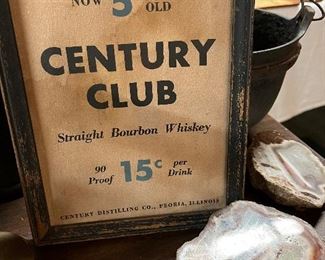 NOW 5 OLD
CENTURY
CLUB
Straight Bourbon Whiskey
90 Proof 15c per Drink
CENTURY DISTILLING CO., PEORIA, ILLINOIS